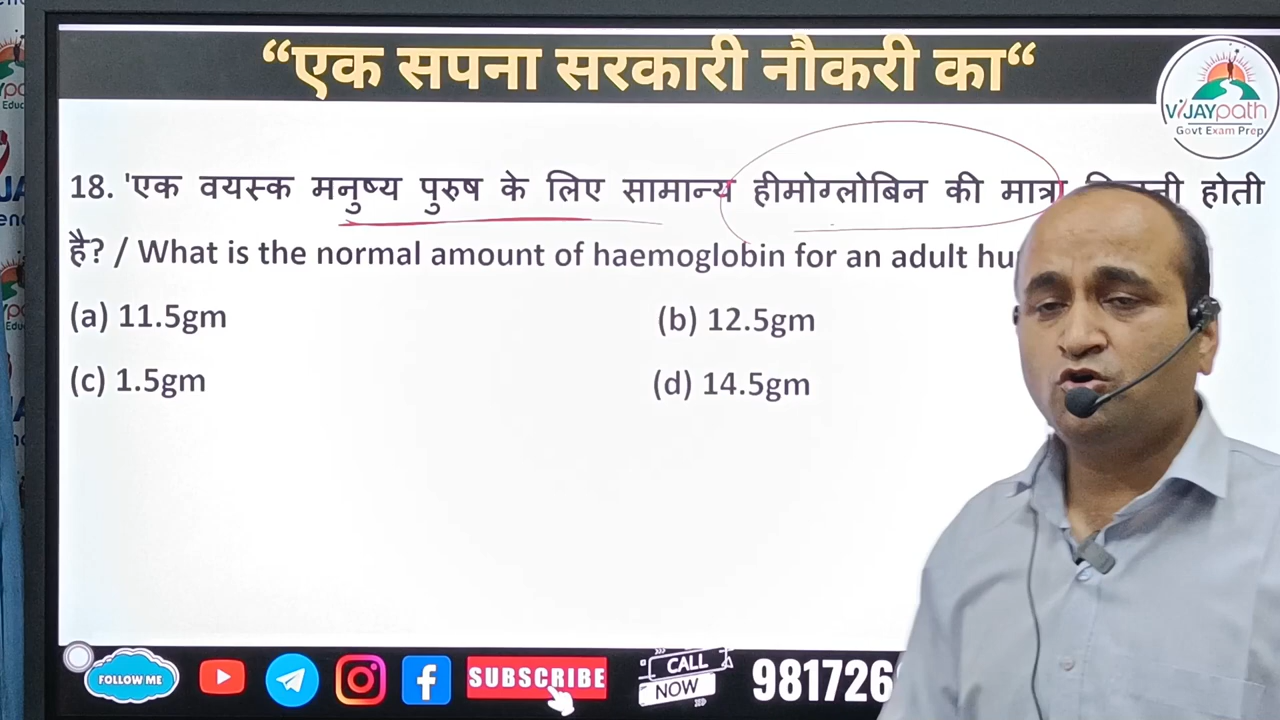 “एक सपना सरकारी नौकरी का“
VIJAYpath
Govt Exam Prep
18. 'एक वयस्क मनुष्य पुरुष के लिए सामान्य हीमोग्लोबिन की मात्रा होती
है? / What is the normal amount of haemoglobin for an adult
(a) 11.5gm
(b) 12.5gm
(c) 1.5gm
(d) 14.5gm
FOLLOW ME
SUBSCRIBE
CALL
NOW
981726